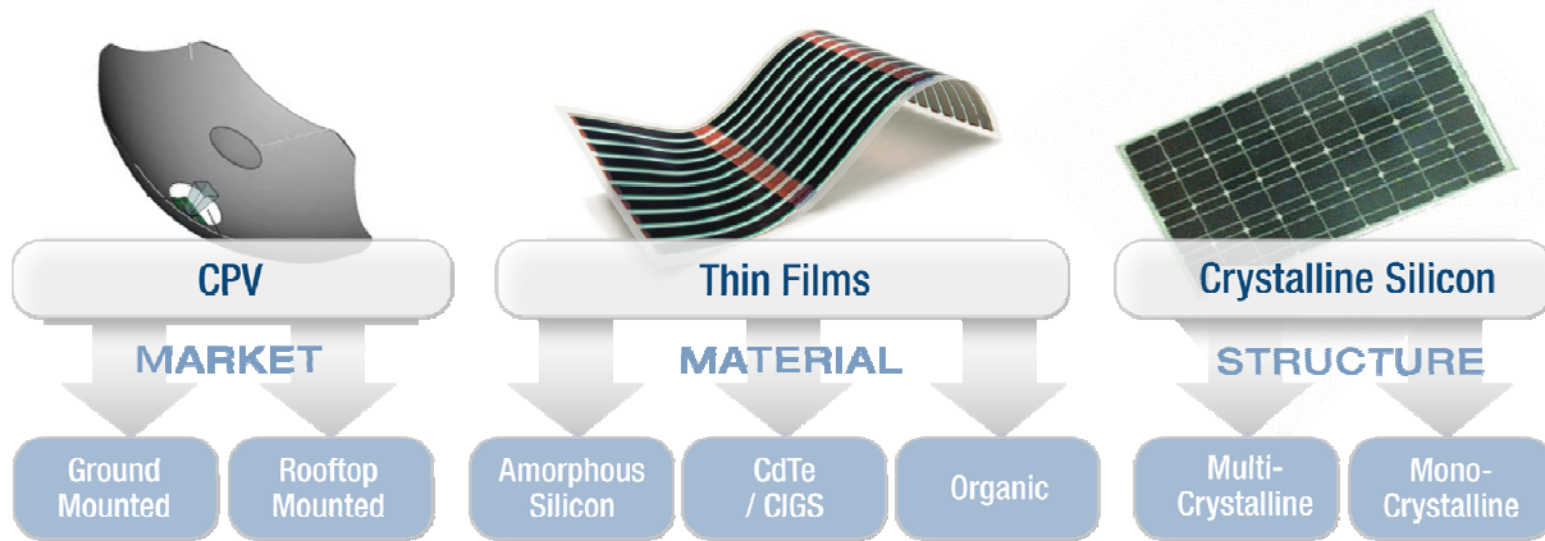 CPV
Thin Films
Crystalline Silicon
MARKET
MATERIAL
STRUCTURE
Ground
Mounted
Rooftop
Mounted
Amorphous
Silicon
CdTe
/ CIGS
Organic
Multi-
Crystalline
Mono-
Crystalline